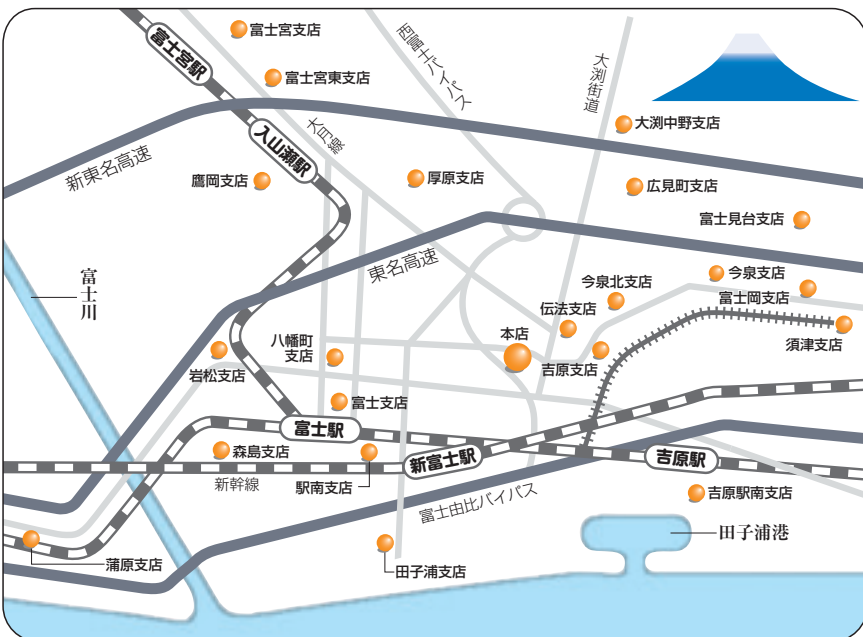 富士宮支店
富士宮駅
西富士バイパス
大渕街道
富士宮東支店
大月線
大渕中野支店
入山瀬駅
新東名高速
鷹岡支店
厚原支店
広見町支店
富士見台支店
東名高速
富士川
今泉北支店
今泉支店
富士岡支店
伝法支店
八幡町
支店
本店
須津支店
岩松支店
吉原支店
富士支店
富士駅
森島支店
新富士駅
吉原駅
新幹線
駅南支店
富士由比バイパス
吉原駅南支店
田子浦港
蒲原支店
田子浦支店